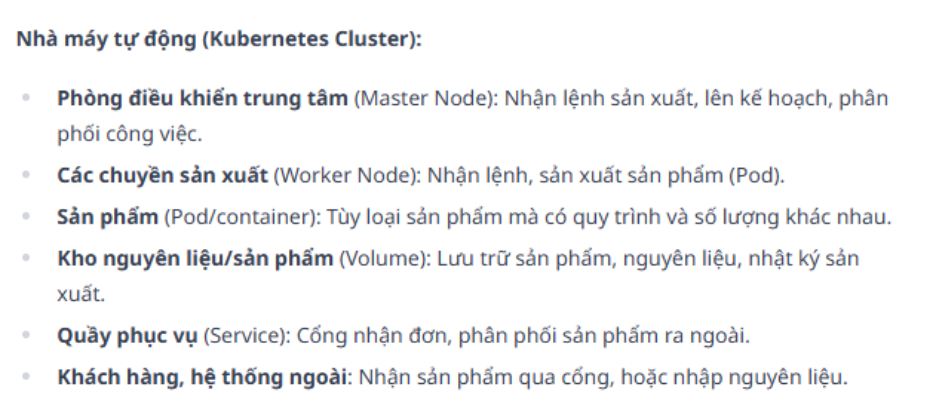 Nhà máy tự động (Kubernetes Cluster):
Phòng điều khiển trung tâm (Master Node): Nhận lệnh sản xuất, lên kế hoạch, phân
phối công việc.
Các chuyền sản xuất (Worker Node): Nhận lệnh, sản xuất sản phẩm (Pod).
Sản phẩm (Pod/container): Tùy loại sản phẩm mà có quy trình và số lượng khác nhau.
Kho nguyên liệu/sản phẩm (Volume): Lưu trữ sản phẩm, nguyên liệu, nhật ký sản
xuất.
Quầy phục vụ (Service): Cổng nhận đơn, phân phối sản phẩm ra ngoài.
Khách hàng, hệ thống ngoài: Nhận sản phẩm qua cổng, hoặc nhập nguyên liệu.